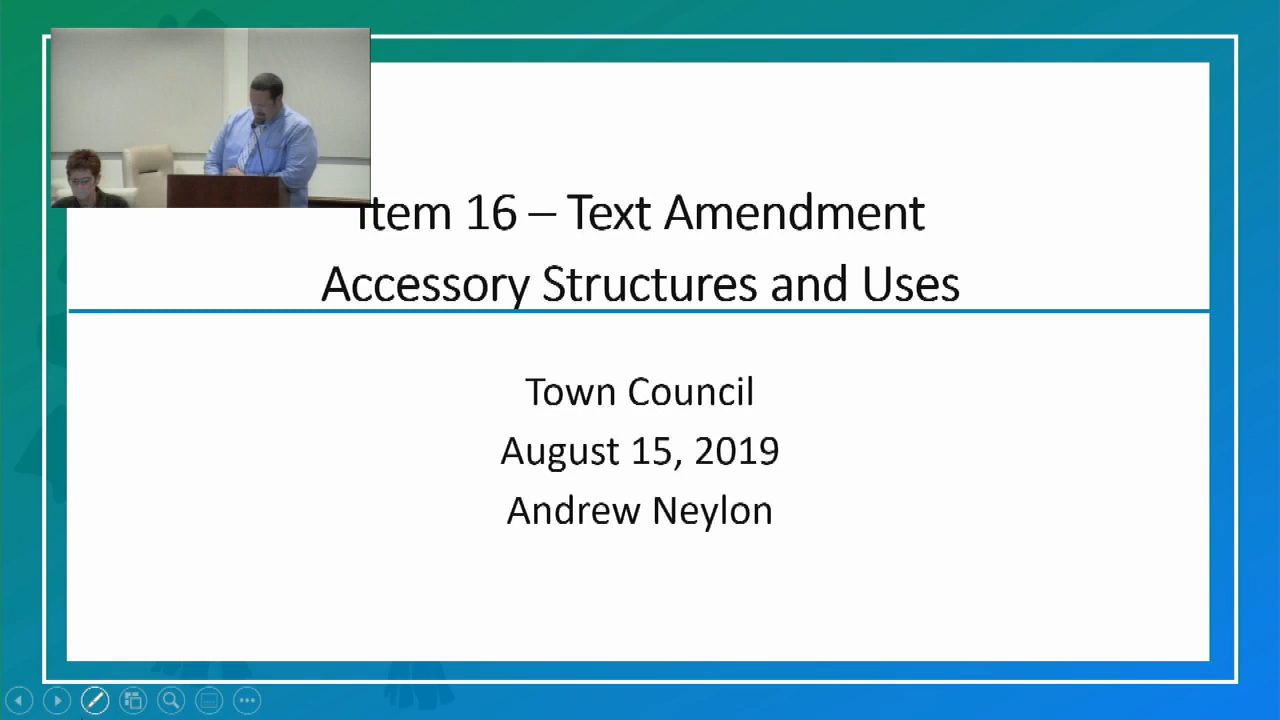 Item 16 – Text Amendment
Accessory Structures and Uses
Town Council
August 15, 2019
Andrew Neylon